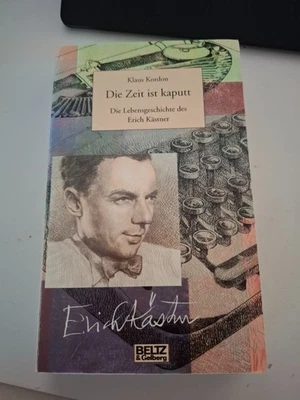 Klaus Kordon
Die Zeit ist kaputt
Die Lebensgeschichte des
Erich Kästner
Erich Kästner
BELTZ
& Gelberg